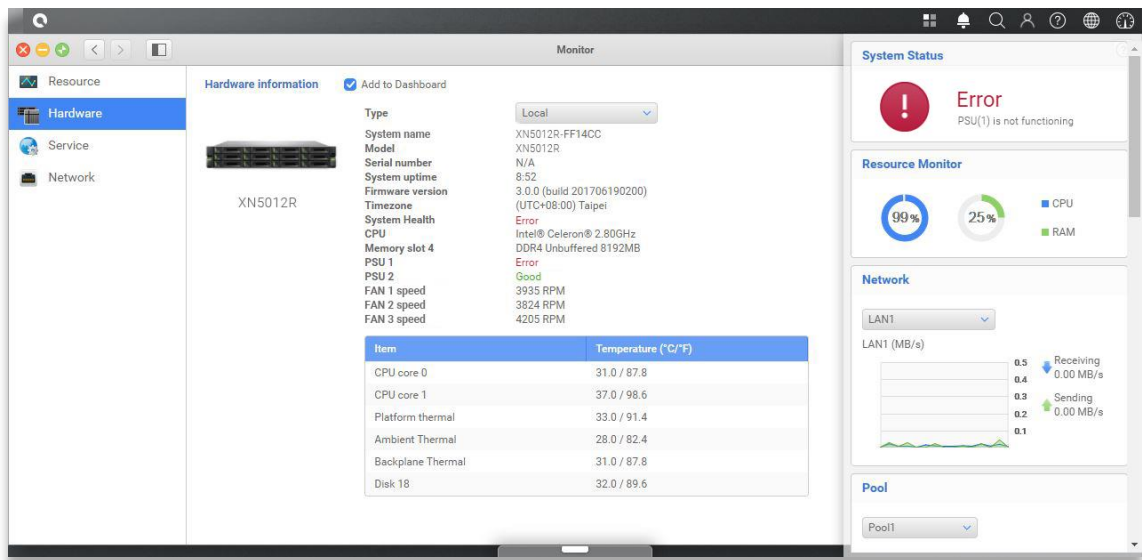 Monitor
Resource
Hardware
Service
Network
Hardware information
Add to Dashboard
XN5012R
Type Local
System name XN5012R-FF14CC
Model XN5012R
Serial number N/A
System uptime 8:52
Firmware version 3.0.0 (build 201706190200)
Timezone (UTC+08:00) Taipei
System Health Error
CPU Intel® Celeron® 2.80GHz
Memory slot 4 DDR4 Unbuffered 8192MB
PSU 1 Error
PSU 2 Good
FAN 1 speed 3935 RPM
FAN 2 speed 3824 RPM
FAN 3 speed 4205 RPM
Item Temperature (°C/°F)
CPU core 0 31.0 / 87.8
CPU core 1 37.0 / 98.6
Platform thermal 33.0 / 91.4
Ambient Thermal 28.0 / 82.4
Backplane Thermal 31.0 / 87.8
Disk 18 32.0 / 89.6
System Status
Error
PSU(1) is not functioning
Resource Monitor
99% 25%
CPU
RAM
Network
LAN1
LAN1 (MB/s)
0.5
0.4
0.3
0.2
0.1
Receiving
0.00 MB/s
Sending
0.00 MB/s
Pool
Pool1